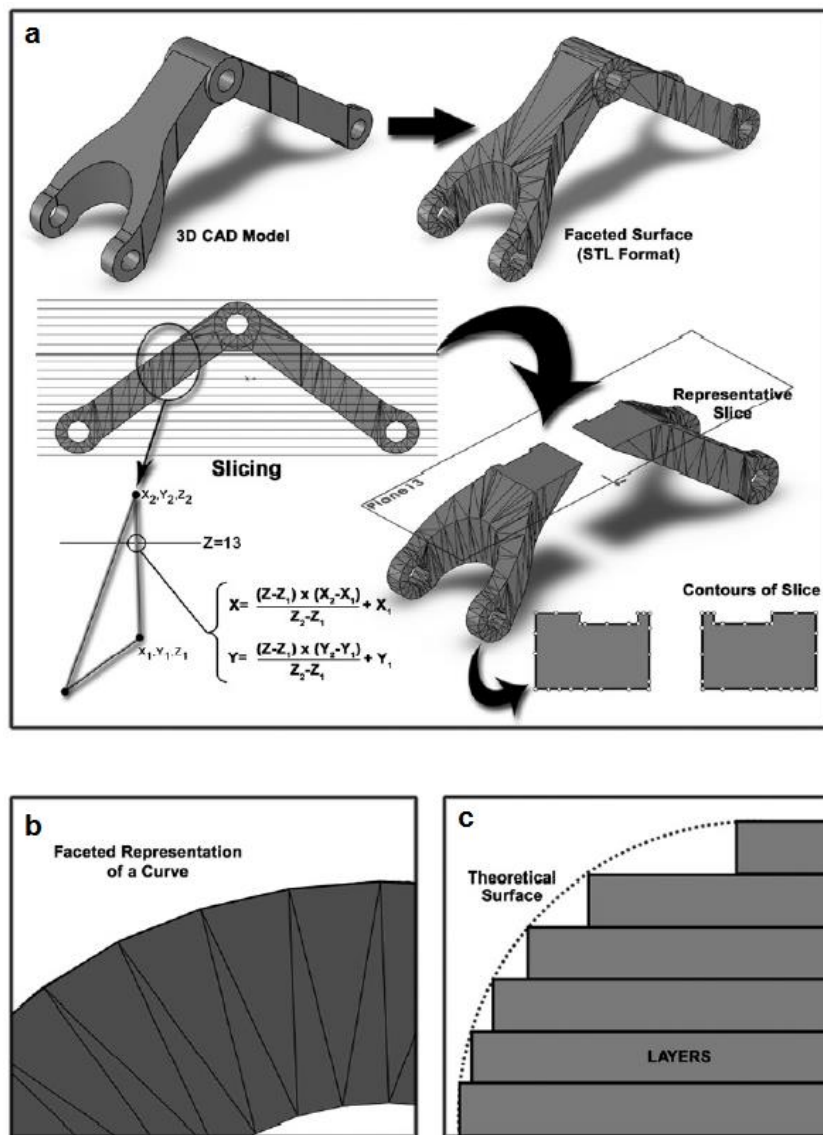 a
3D CAD Model
Faceted Surface
(STL Format)
Slicing
Representative
Slice
Plane13
X₂,Y₂,Z₂
Z=13
X₁,Y₁,Z₁
X= (Z-Z₁) x (X₂-X₁) / Z₂-Z₁ + X₁
Y= (Z-Z₁) x (Y₂-Y₁) / Z₂-Z₁ + Y₁
Contours of Slice
b
Faceted Representation
of a Curve
c
Theoretical
Surface
LAYERS